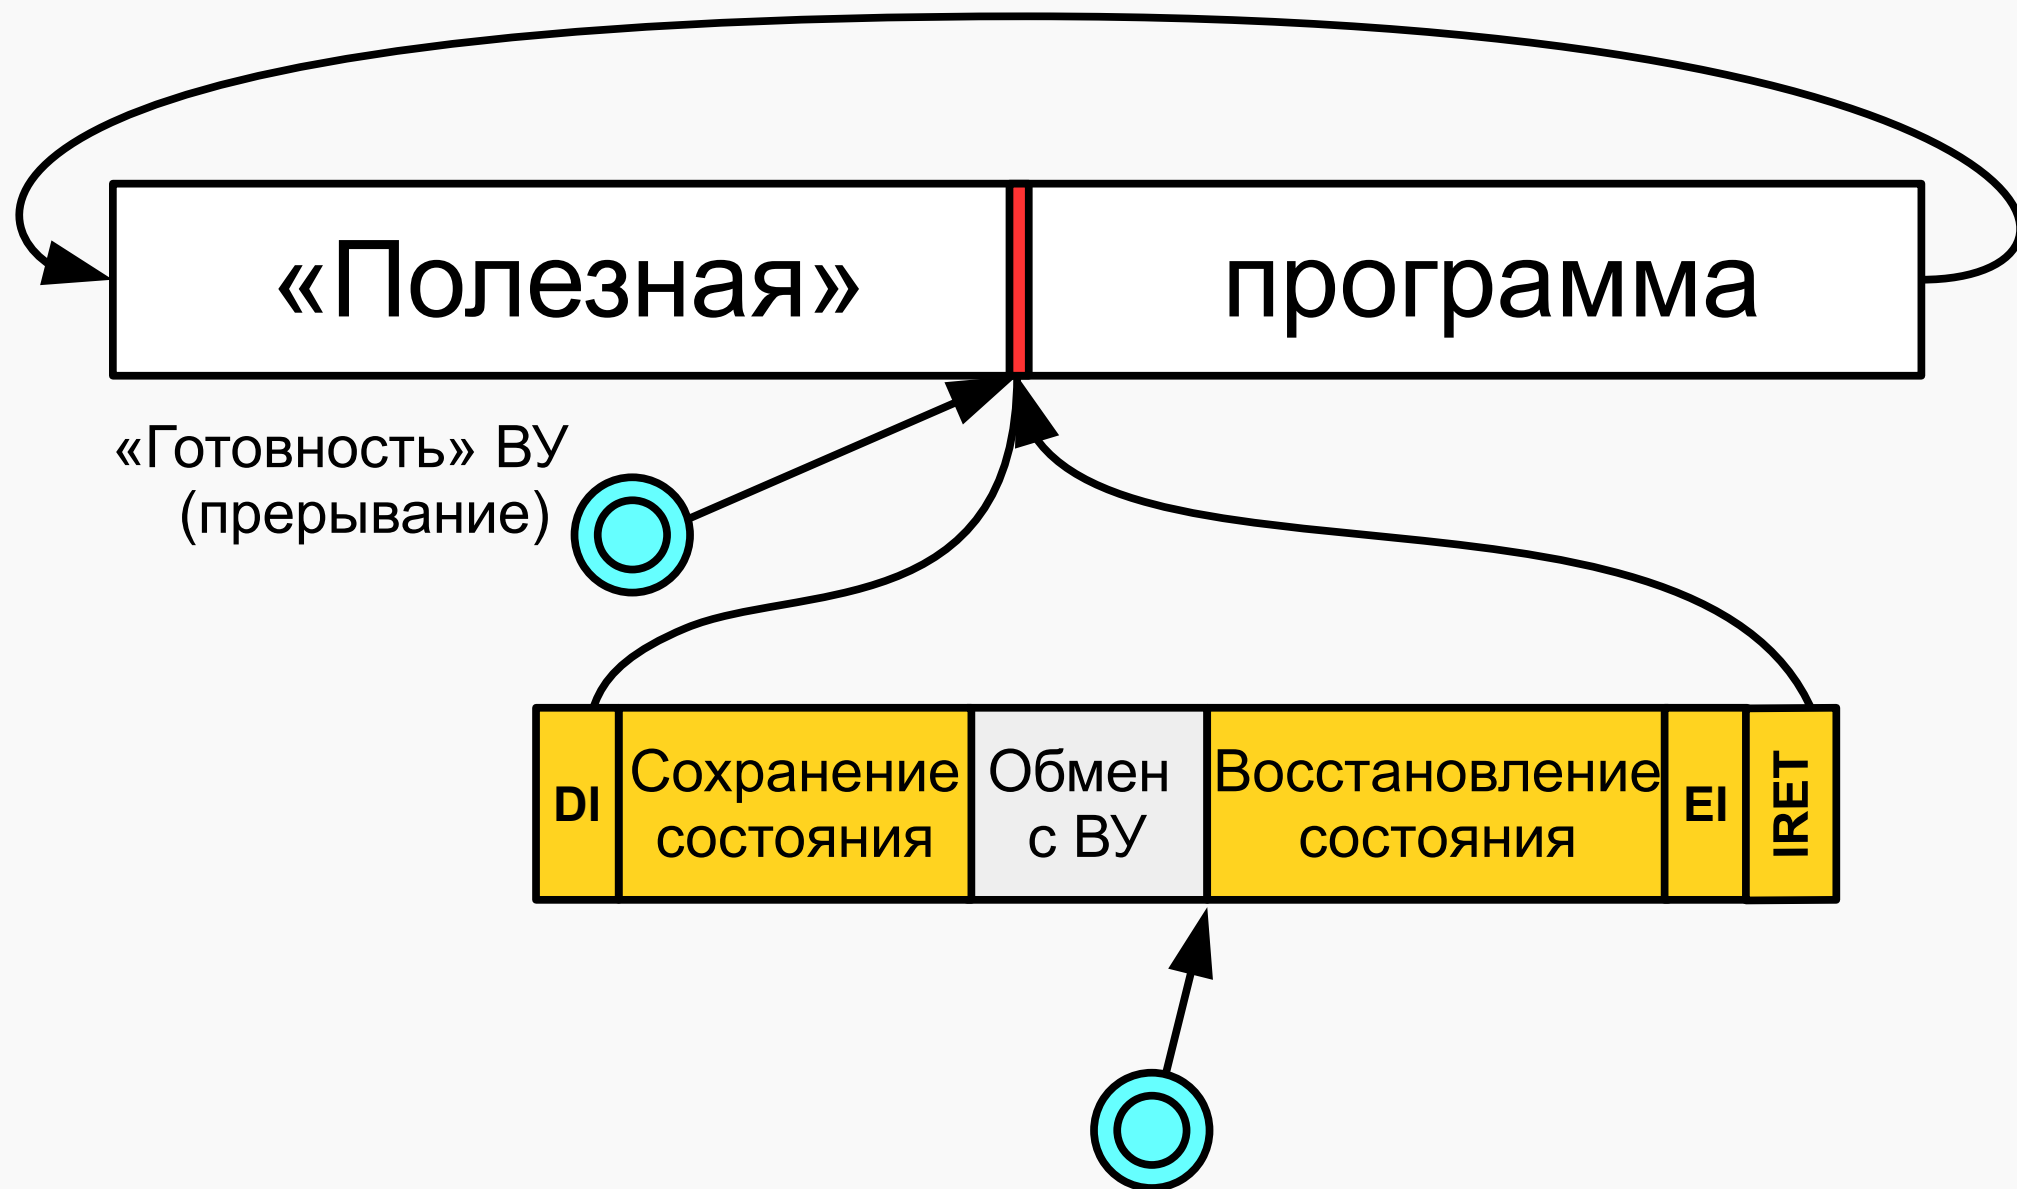 «Полезная» программа
«Готовность» ВУ
(прерывание)
DI
Сохранение
состояния
Обмен
с ВУ
Восстановление
состояния
EI
IRET